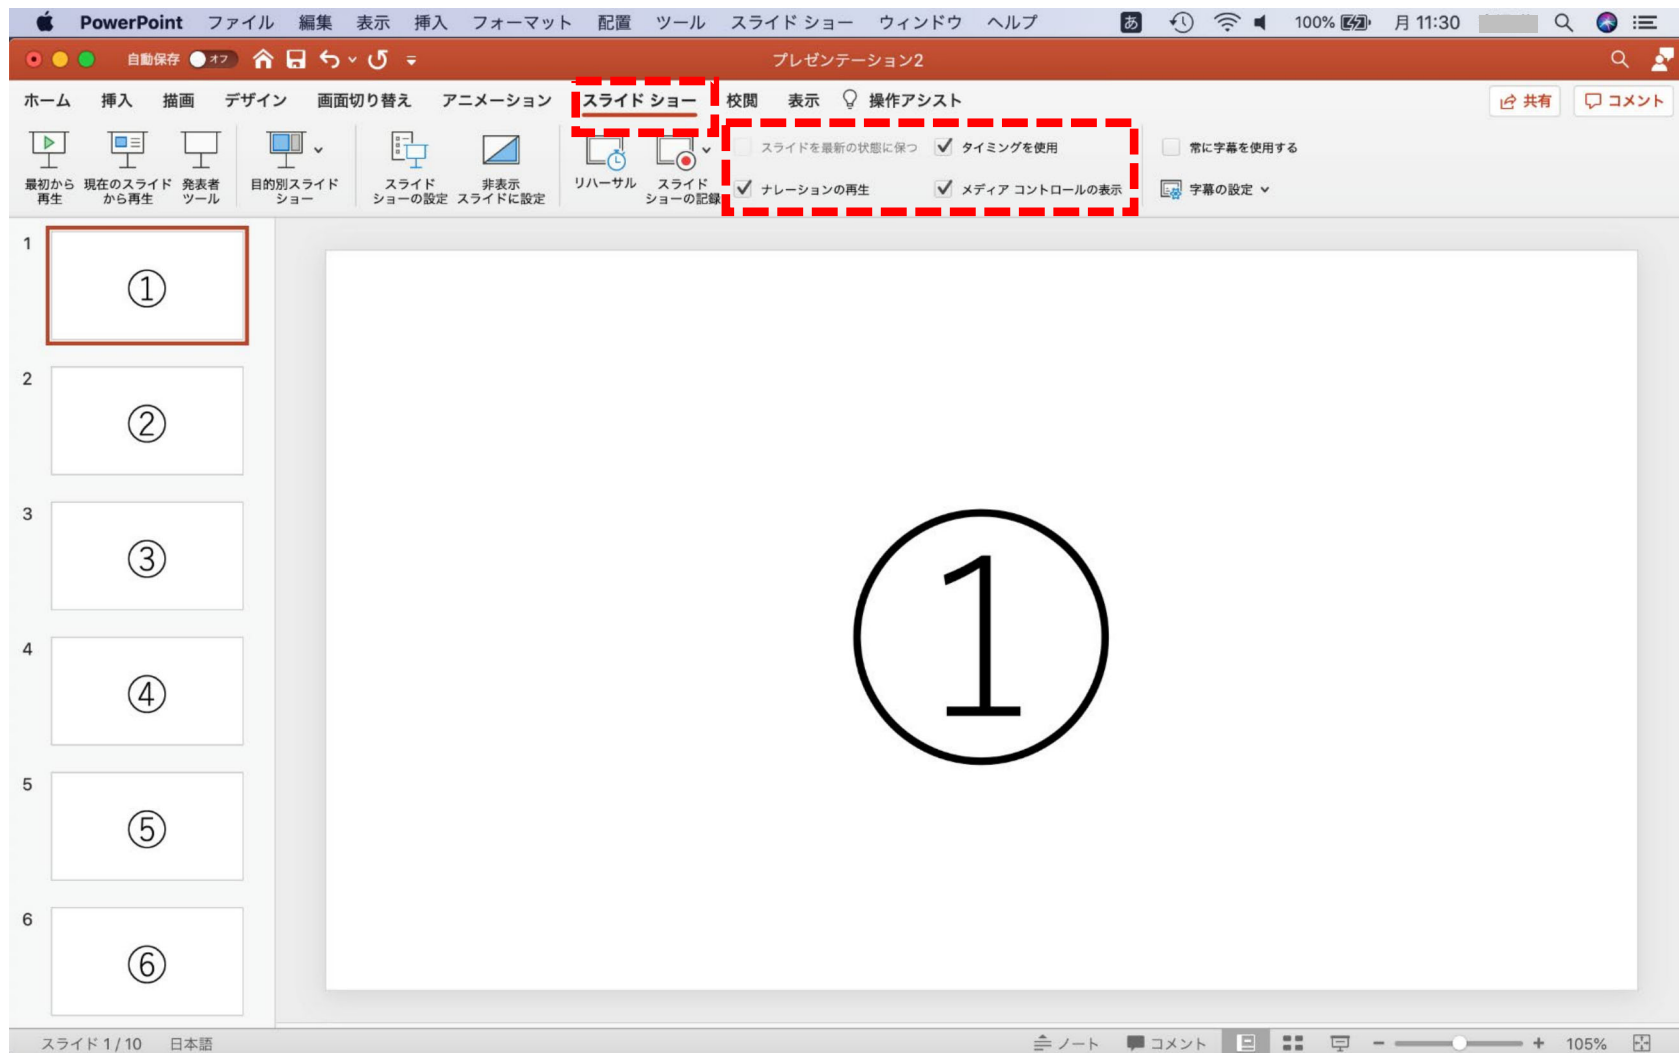 PowerPoint ファイル 編集 表示 挿入 フォーマット 配置 ツール スライド ショー ウィンドウ ヘルプ あ 100% 月 11:30
自動保存 オフ プレゼンテーション2
ホーム 挿入 描画 デザイン 画面切り替え アニメーション スライド ショー 校閲 表示 操作アシスト 共有 コメント
最初から
再生
現在のスライド
から再生
発表者
ツール
目的別スライド
ショー
スライド
ショーの設定
非表示
スライドに設定
リハーサル
スライド
ショーの記録
スライドを最新の状態に保つ タイミングを使用
ナレーションの再生 メディア コントロールの表示
常に字幕を使用する
字幕の設定
1
①
2
②
3
③
4
④
5
⑤
6
⑥
①
スライド 1 / 10 日本語 ノート コメント 105%